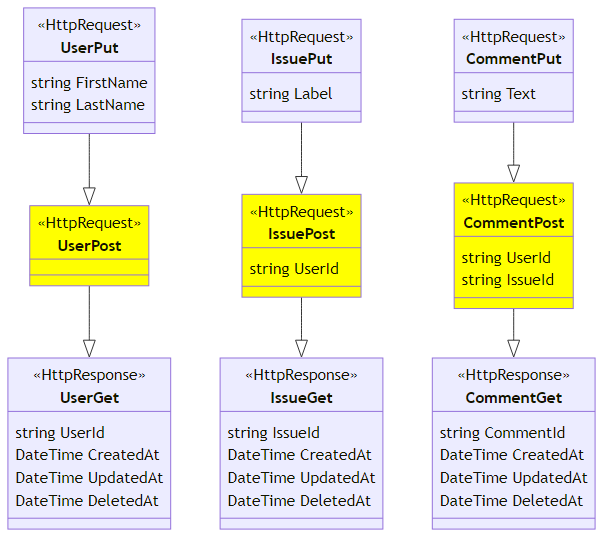 «HttpRequest»
UserPut
string FirstName
string LastName
«HttpRequest»
IssuePut
string Label
«HttpRequest»
CommentPut
string Text
«HttpRequest»
UserPost
«HttpRequest»
IssuePost
string UserId
«HttpRequest»
CommentPost
string UserId
string IssueId
«HttpResponse»
UserGet
string UserId
DateTime CreatedAt
DateTime UpdatedAt
DateTime DeletedAt
«HttpResponse»
IssueGet
string IssueId
DateTime CreatedAt
DateTime UpdatedAt
DateTime DeletedAt
«HttpResponse»
CommentGet
string CommentId
DateTime CreatedAt
DateTime UpdatedAt
DateTime DeletedAt